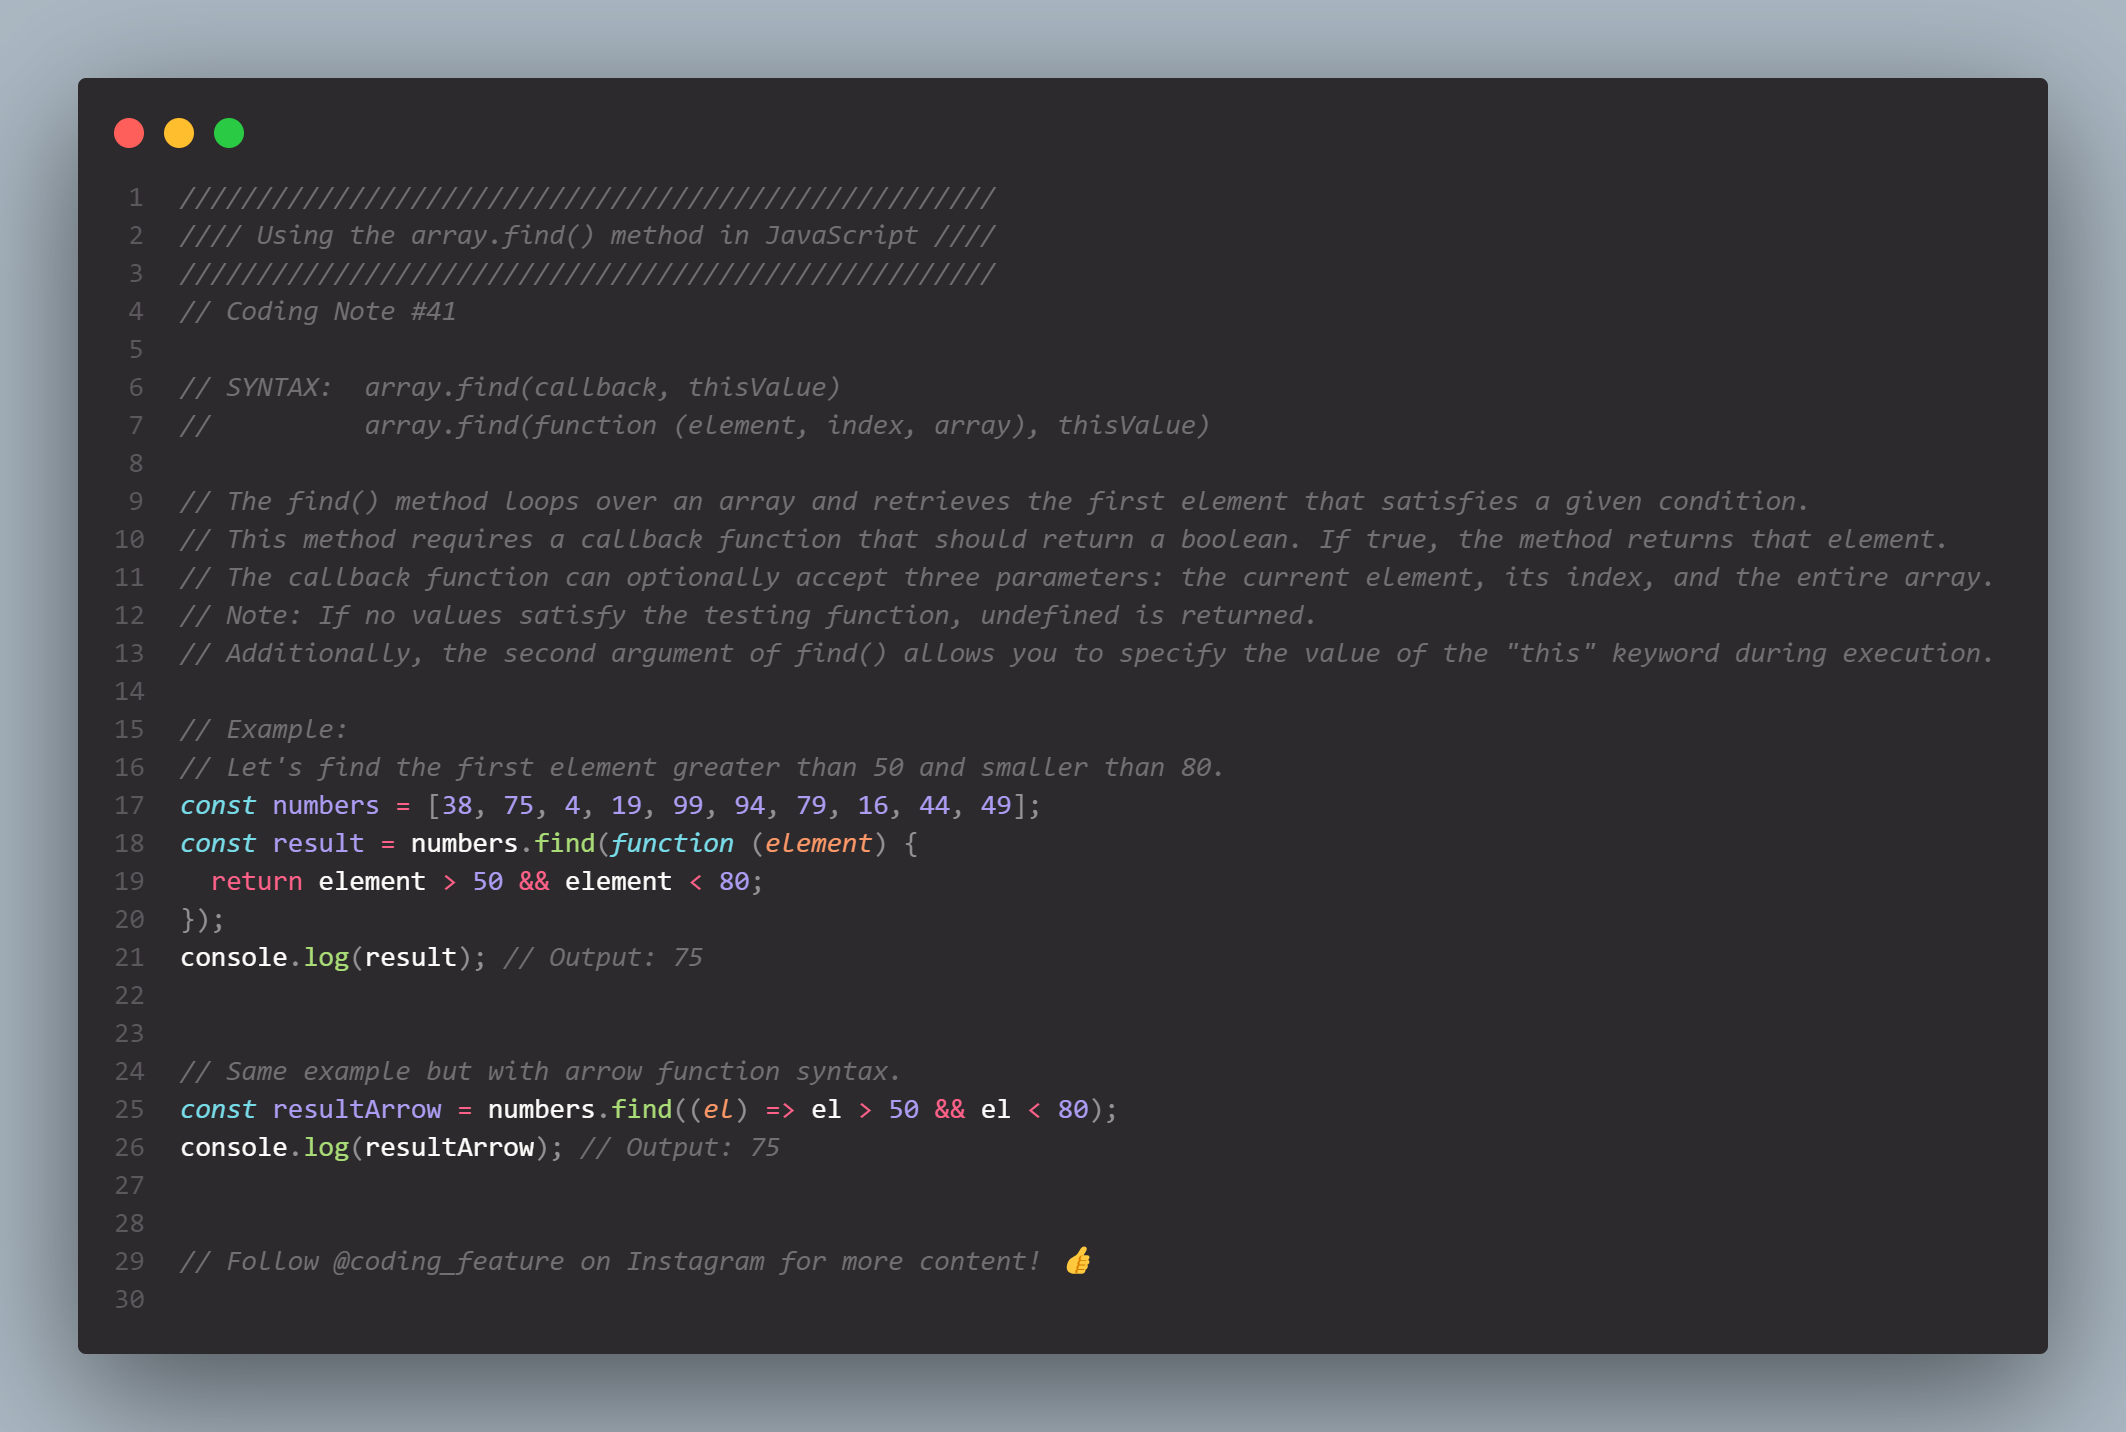 1 /////////////////////////////////////////////////////
2 //// Using the array.find() method in JavaScript ////
3 /////////////////////////////////////////////////////
4 // Coding Note #41
5
6 // SYNTAX:  array.find(callback, thisValue)
7 //          array.find(function (element, index, array), thisValue)
8
9 // The find() method loops over an array and retrieves the first element that satisfies a given condition.
10 // This method requires a callback function that should return a boolean. If true, the method returns that element.
11 // The callback function can optionally accept three parameters: the current element, its index, and the entire array.
12 // Note: If no values satisfy the testing function, undefined is returned.
13 // Additionally, the second argument of find() allows you to specify the value of the "this" keyword during execution.
14
15 // Example:
16 // Let's find the first element greater than 50 and smaller than 80.
17 const numbers = [38, 75, 4, 19, 99, 94, 79, 16, 44, 49];
18 const result = numbers.find(function (element) {
19   return element > 50 && element < 80;
20 });
21 console.log(result); // Output: 75
22
23
24 // Same example but with arrow function syntax.
25 const resultArrow = numbers.find((el) => el > 50 && el < 80);
26 console.log(resultArrow); // Output: 75
27
28
29 // Follow @coding_feature on Instagram for more content! 👍
30